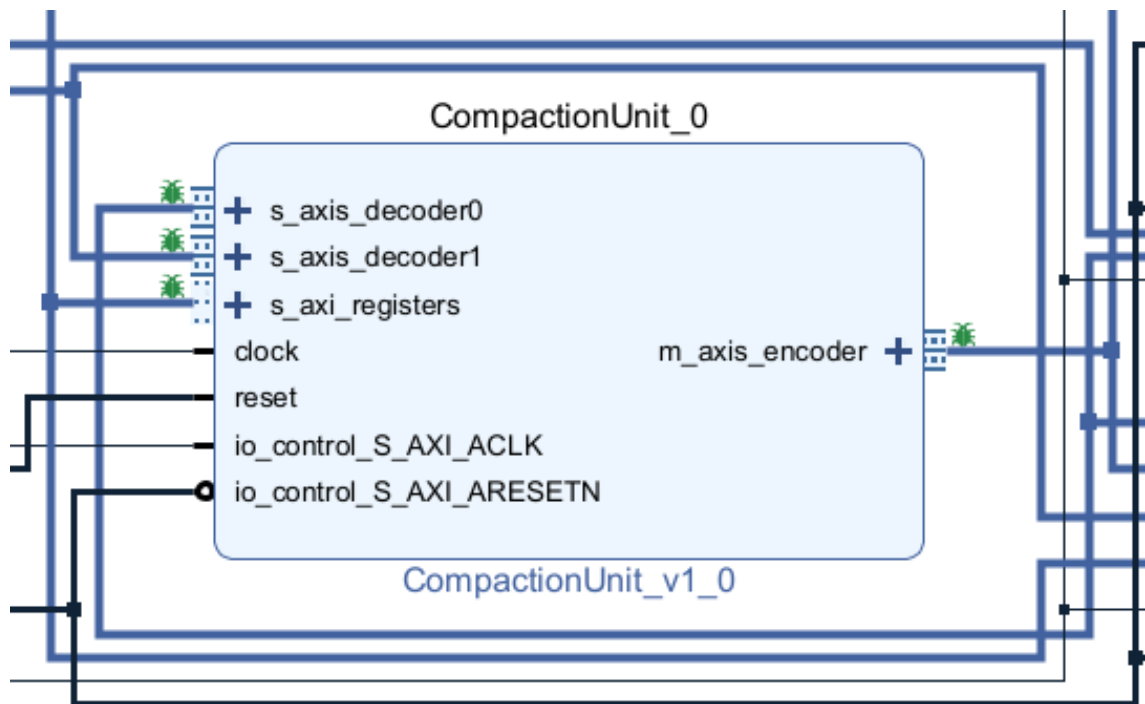 CompactionUnit_0
s_axis_decoder0
s_axis_decoder1
s_axi_registers
clock
m_axis_encoder
reset
io_control_S_AXI_ACLK
io_control_S_AXI_ARESETN
CompactionUnit_v1_0